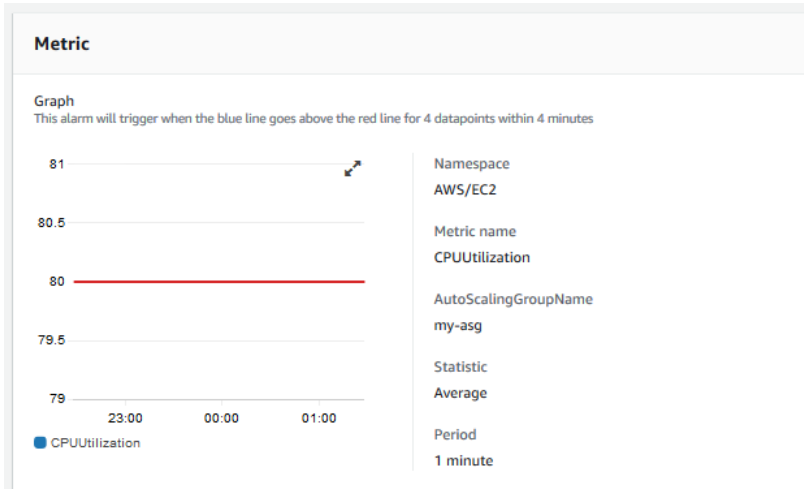 Metric
Graph
This alarm will trigger when the blue line goes above the red line for 4 datapoints within 4 minutes
81
80.5
80
79.5
79
23:00 00:00 01:00
CPUUtilization
Namespace
AWS/EC2
Metric name
CPUUtilization
AutoScalingGroupName
my-asg
Statistic
Average
Period
1 minute